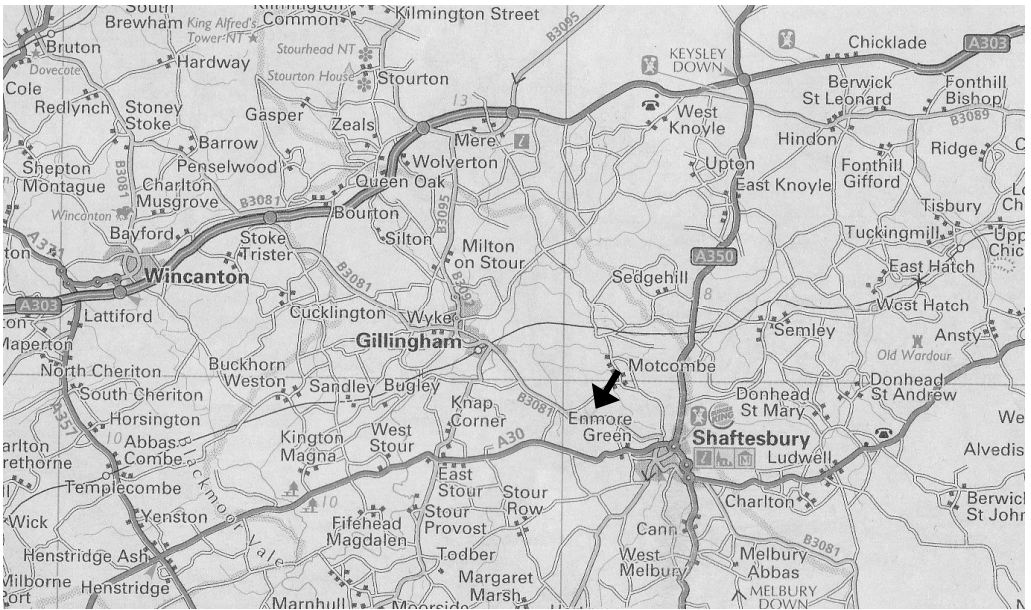 South
Brewham
Bruton
Dovecote
Cole
Redlynch
Hardway
King Alfred's
Tower-NT
Kilmington
Common
Kilmington Street
Stourhead NT
Stourton House
Stourton
B3095
KEYSLEY
DOWN
Chicklade
A303
Berwick
St Leonard
Fonthill
Bishop
B3089
Stoney
Stoke
Gasper
Zeals
13
Mere
i
West
Knoyle
Hindon
Ridge
Barrow
Penselwood
Wolverton
Shepton
Montague
B3081
Charlton
Musgrove
Queen Oak
Upton
Fonthill
Gifford
East Knoyle
Tisbury
Wincanton
Bayford
B3081
Bourton
B3095
Silton
Tuckingmill
A371
Stoke
Trister
Milton
on Stour
A350
East Hatch
Wincanton
B3081
B3092
Sedgehill
8
West Hatch
A303
Lattiford
Cucklington
Wyke
Gillingham
Semley
Ansty
Old Wardour
North Cheriton
Buckhorn
Weston
Motcombe
South Cheriton
Sandley
Bugley
B3081
Donhead
St Mary
Donhead
St Andrew
A357
Horsington
10
Abbas
Combe
Knap
Corner
Enmore
Green
BURGER
KING
Kington
Magna
West
Stour
A30
Shaftesbury
i
Ludwell
Templecombe
Blackmoor Vale
10
East
Stour
Stour
Row
Charlton
Wick
Yenston
Fifehead
Magdalen
Stour
Provost
Cann
Henstridge Ash
Todber
West
Melbury
Melbury
Abbas
B3081
Henstridge
Margaret
Marsh
Marnhull
Moorside
MELBURY
DOWN
Berwick
St John